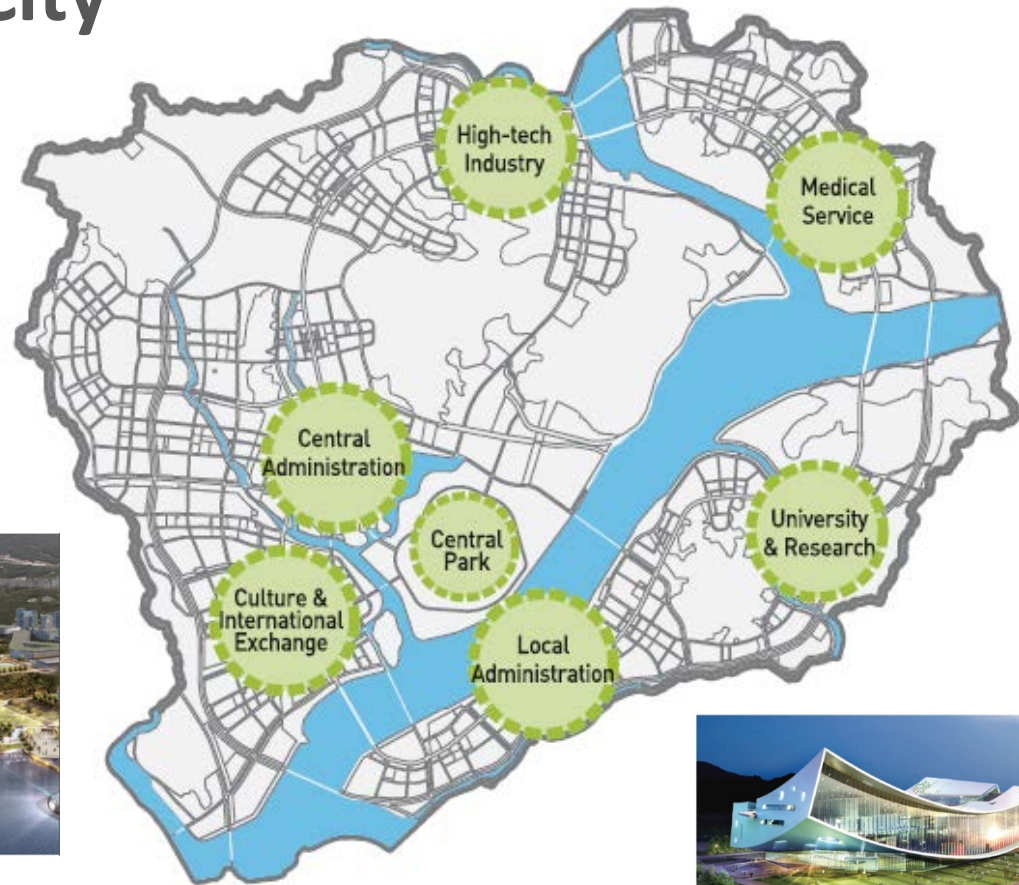 City
High-tech
Industry
Medical
Service
Central
Administration
Central
Park
University
& Research
Culture &
International
Exchange
Local
Administration